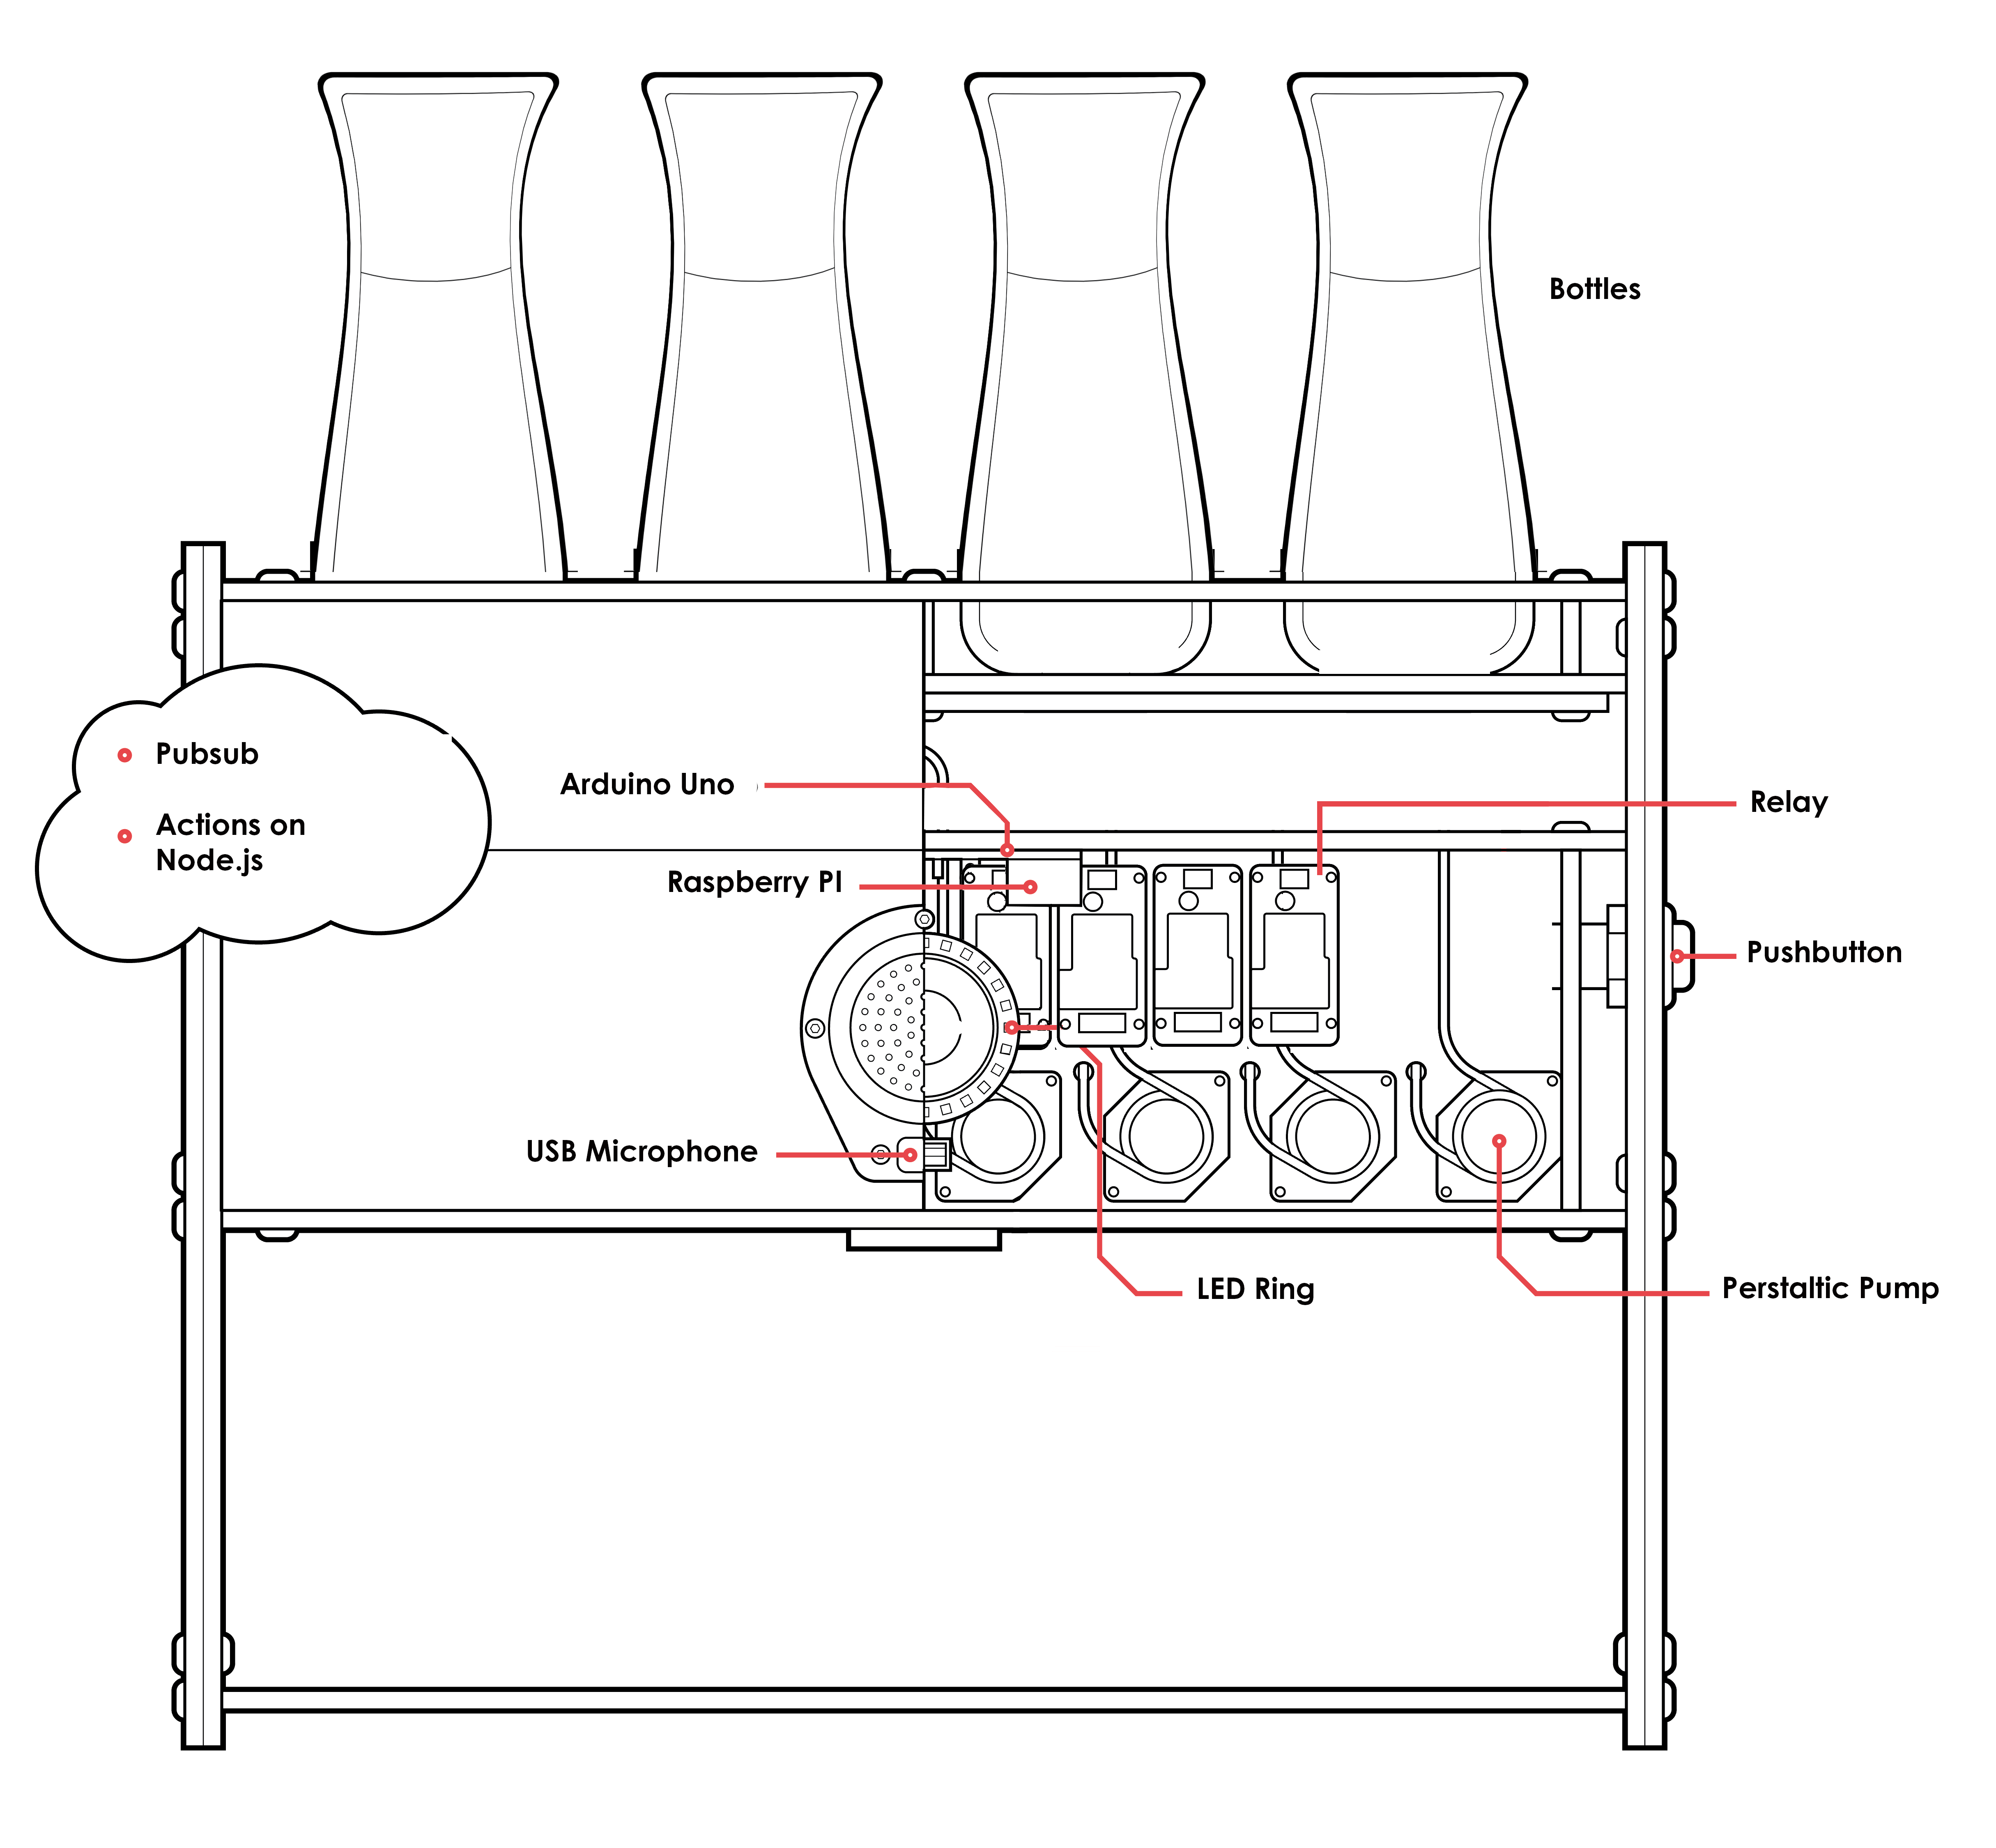 Bottles
Pubsub
Actions on
Node.js
Arduino Uno
Relay
Raspberry PI
Pushbutton
USB Microphone
LED Ring
Perstaltic Pump